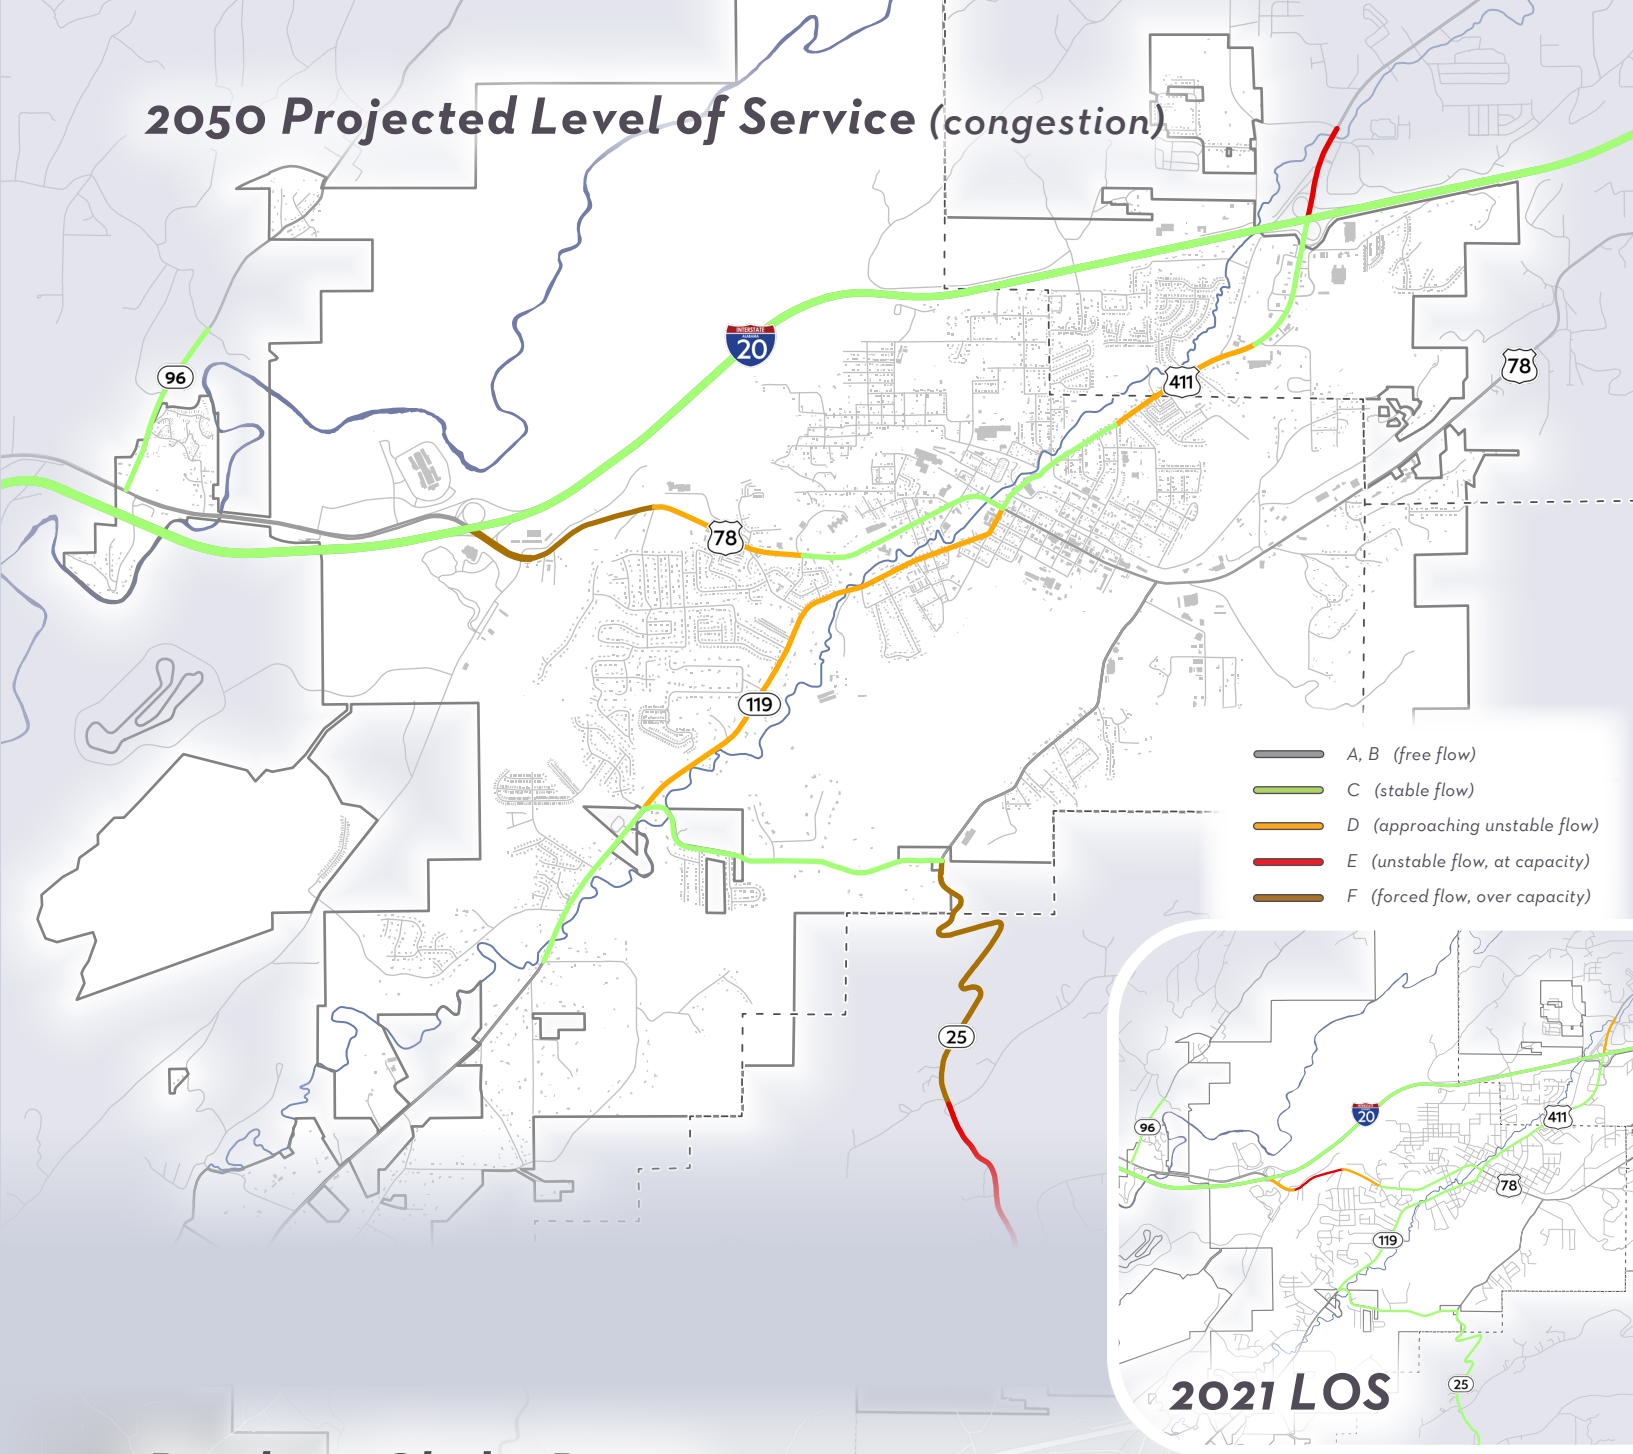 2050 Projected Level of Service (congestion)
INTERSTATE
ALABAMA
20
96
411
78
78
119
A, B (free flow)
C (stable flow)
D (approaching unstable flow)
E (unstable flow, at capacity)
F (forced flow, over capacity)
25
20
96
411
78
119
25
2021 LOS